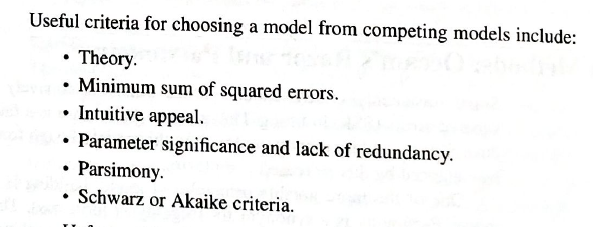 Useful criteria for choosing a model from competing models include:
• Theory.
• Minimum sum of squared errors.
• Intuitive appeal.
• Parameter significance and lack of redundancy.
• Parsimony.
• Schwarz or Akaike criteria.